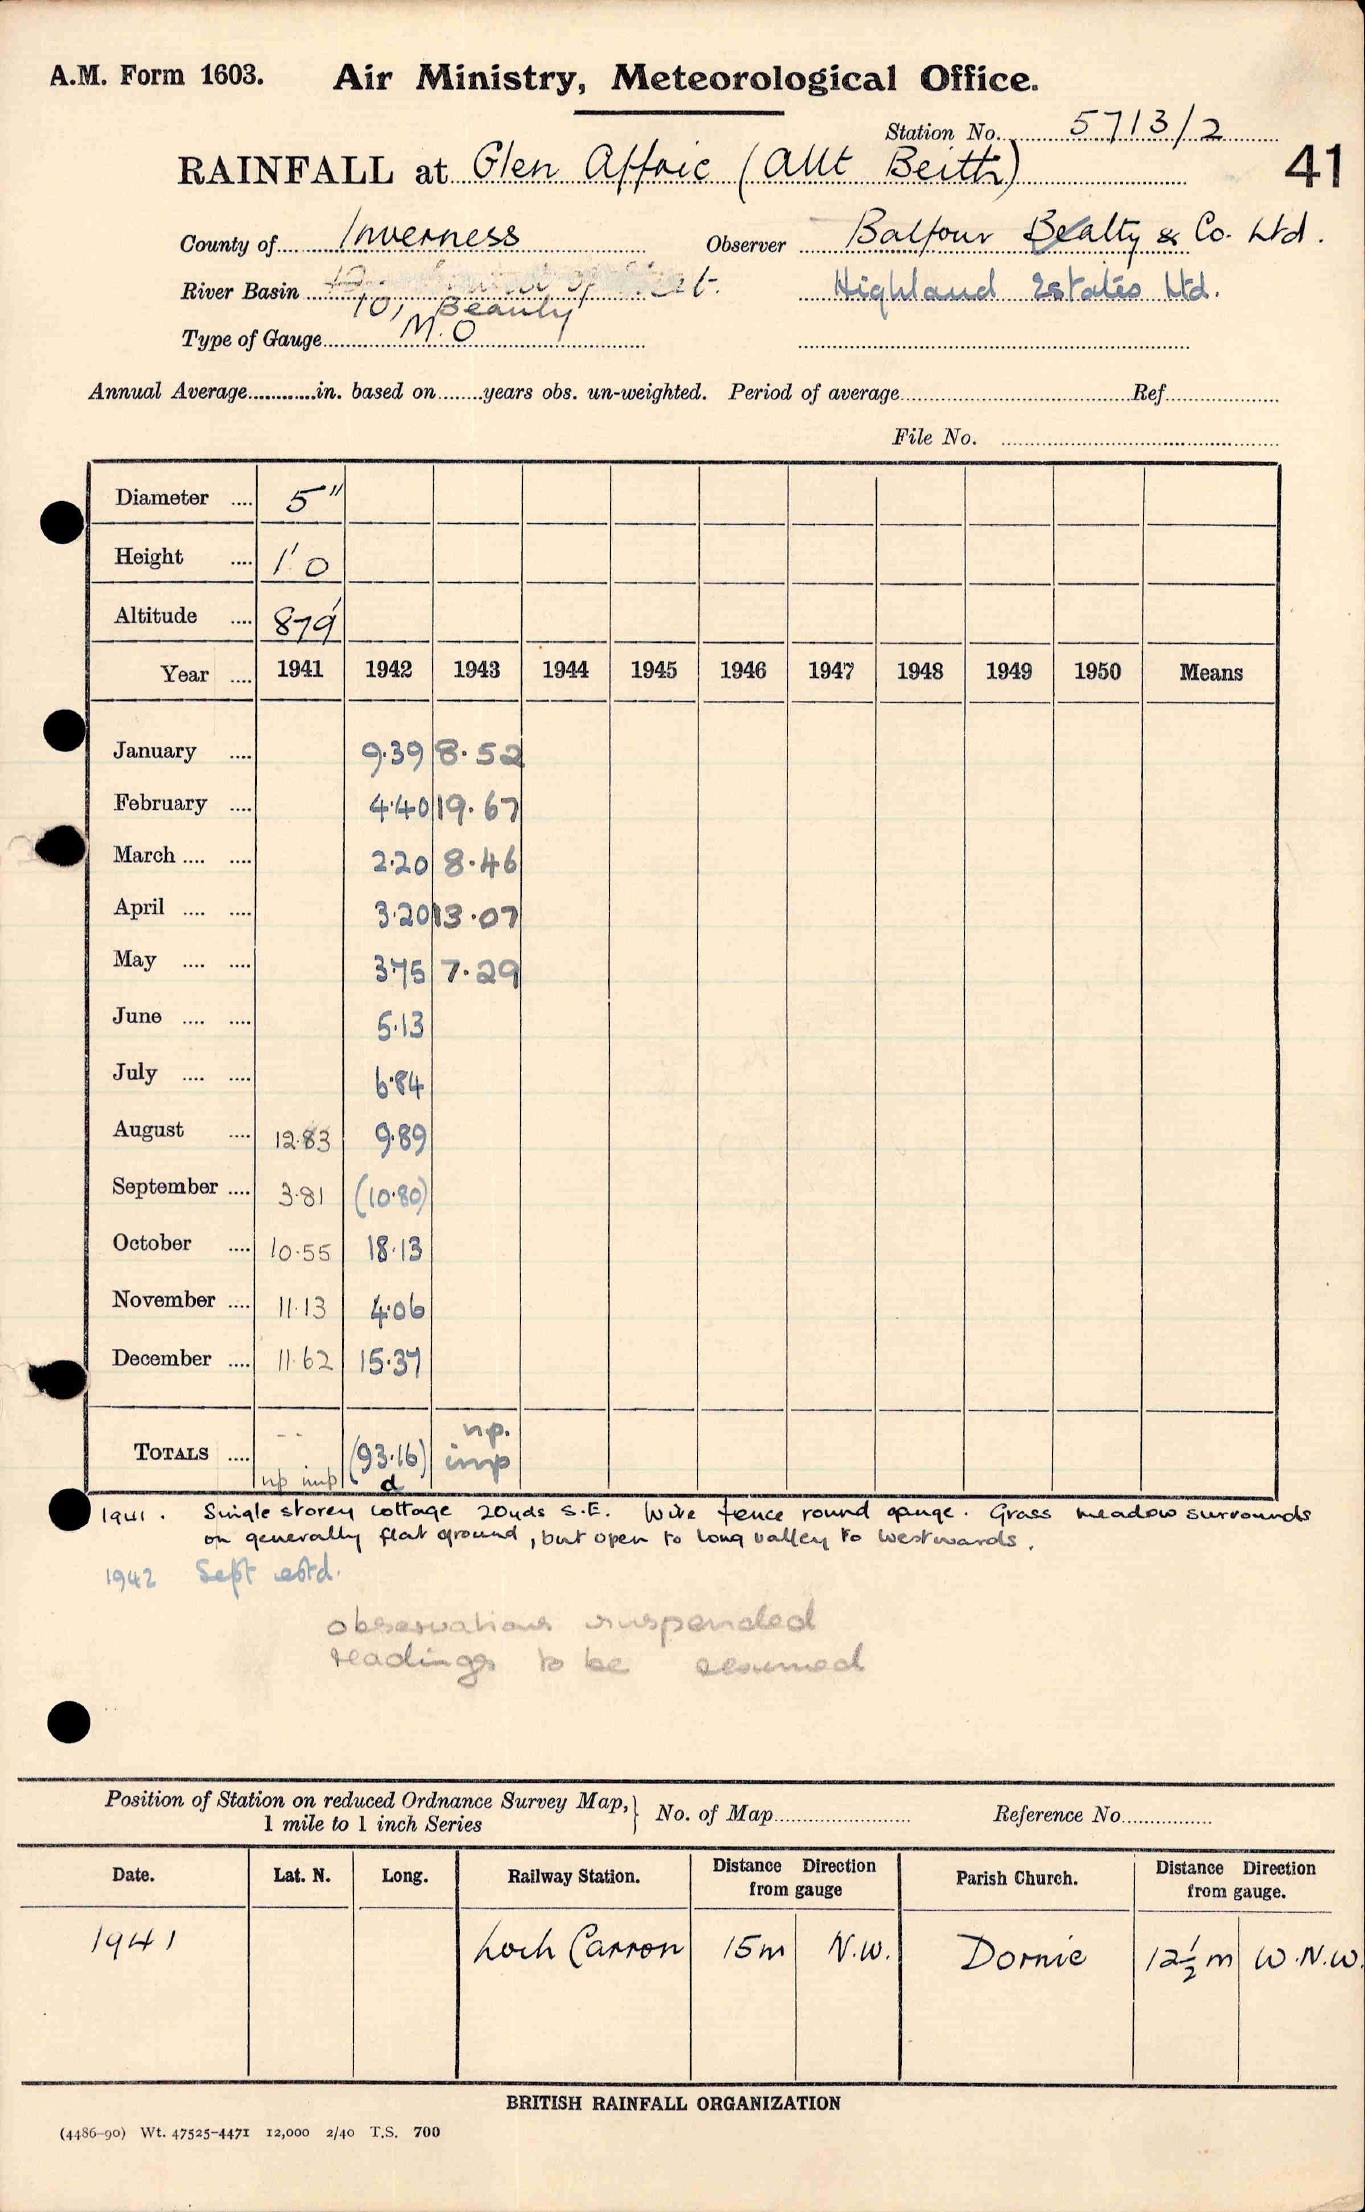 A.M. Form 1603. Air Ministry, Meteorological Office.
Station No. 5713/2
RAINFALL at Glen Affric (Allt Beith) 41
County of Inverness Observer Balfour Beatty & Co. Ltd.
River Basin Highland Estates Ltd.
10, Beauly
Type of Gauge M.O
Annual Average............in. based on........years obs. un-weighted. Period of average........Ref........
File No.
Diameter .... 5"
Height .... 1' 0
Altitude .... 879'
Year .... 1941 1942 1943 1944 1945 1946 1947 1948 1949 1950 Means
January .... 9.39 8.52
February .... 4.40 19.67
March .... .... 2.20 8.46
April .... .... 3.20 13.07
May .... .... 3.75 7.29
June .... .... 5.13
July .... .... 6.84
August .... 12.83 9.89
September .... 3.81 (10.80)
October .... 10.55 18.13
November .... 11.13 4.06
December .... 11.62 15.37
TOTALS .... -- np imp (93.16) d np. imp
1941. Single storey cottage 20yds S.E. Wire fence round gauge. Grass meadow surrounds
on generally flat ground, but open to long valley to Westwards.
1942 Sept estd.
observations suspended
readings to be resumed
Position of Station on reduced Ordnance Survey Map, } No. of Map........ Reference No........
1 mile to 1 inch Series
Date. Lat. N. Long. Railway Station. Distance Direction from gauge Parish Church. Distance Direction from gauge.
1941 Loch Carron 15m N.W. Dornie 12½ m W.N.W.
BRITISH RAINFALL ORGANIZATION
(4486-90) Wt. 47525-4471 12,000 2/40 T.S. 700